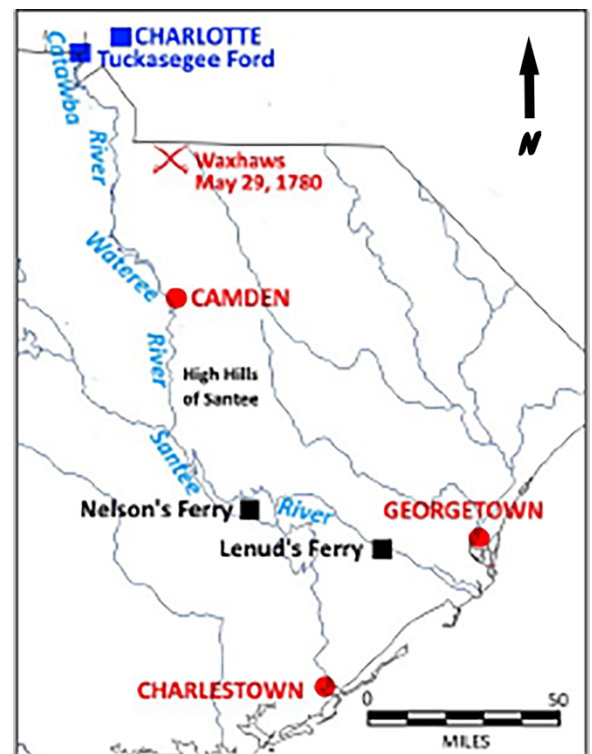 CHARLOTTE
Tuckasegee Ford
Catawba
River
Waxhaws
May 29, 1780
Wateree
CAMDEN
River
High Hills
of Santee
Santee
Nelson's Ferry
River
GEORGETOWN
Lenud's Ferry
CHARLESTOWN
0 50
MILES
N